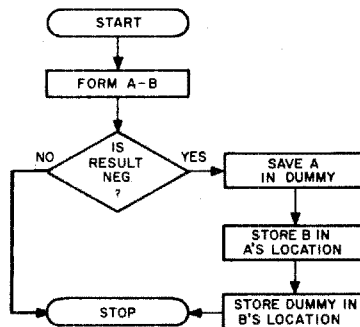 START
FORM A-B
IS
RESULT
NEG.
?
NO
YES
SAVE A
IN DUMMY
STORE B IN
A'S LOCATION
STORE DUMMY IN
B'S LOCATION
STOP